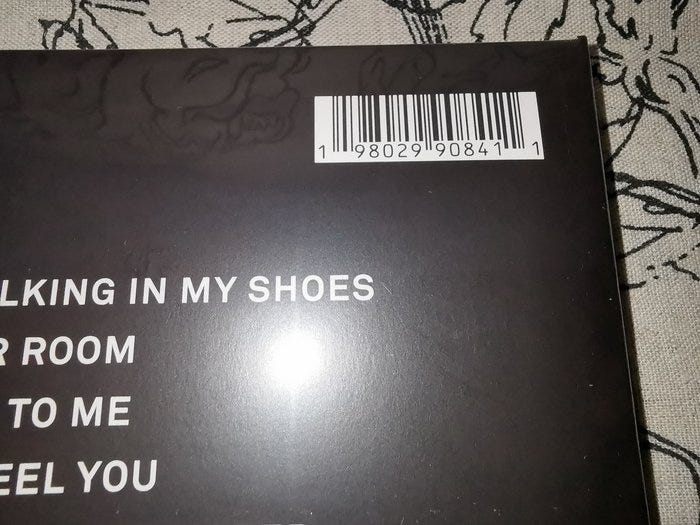 1 98029 90841 1
LKING IN MY SHOES
R ROOM
TO ME
EEL YOU